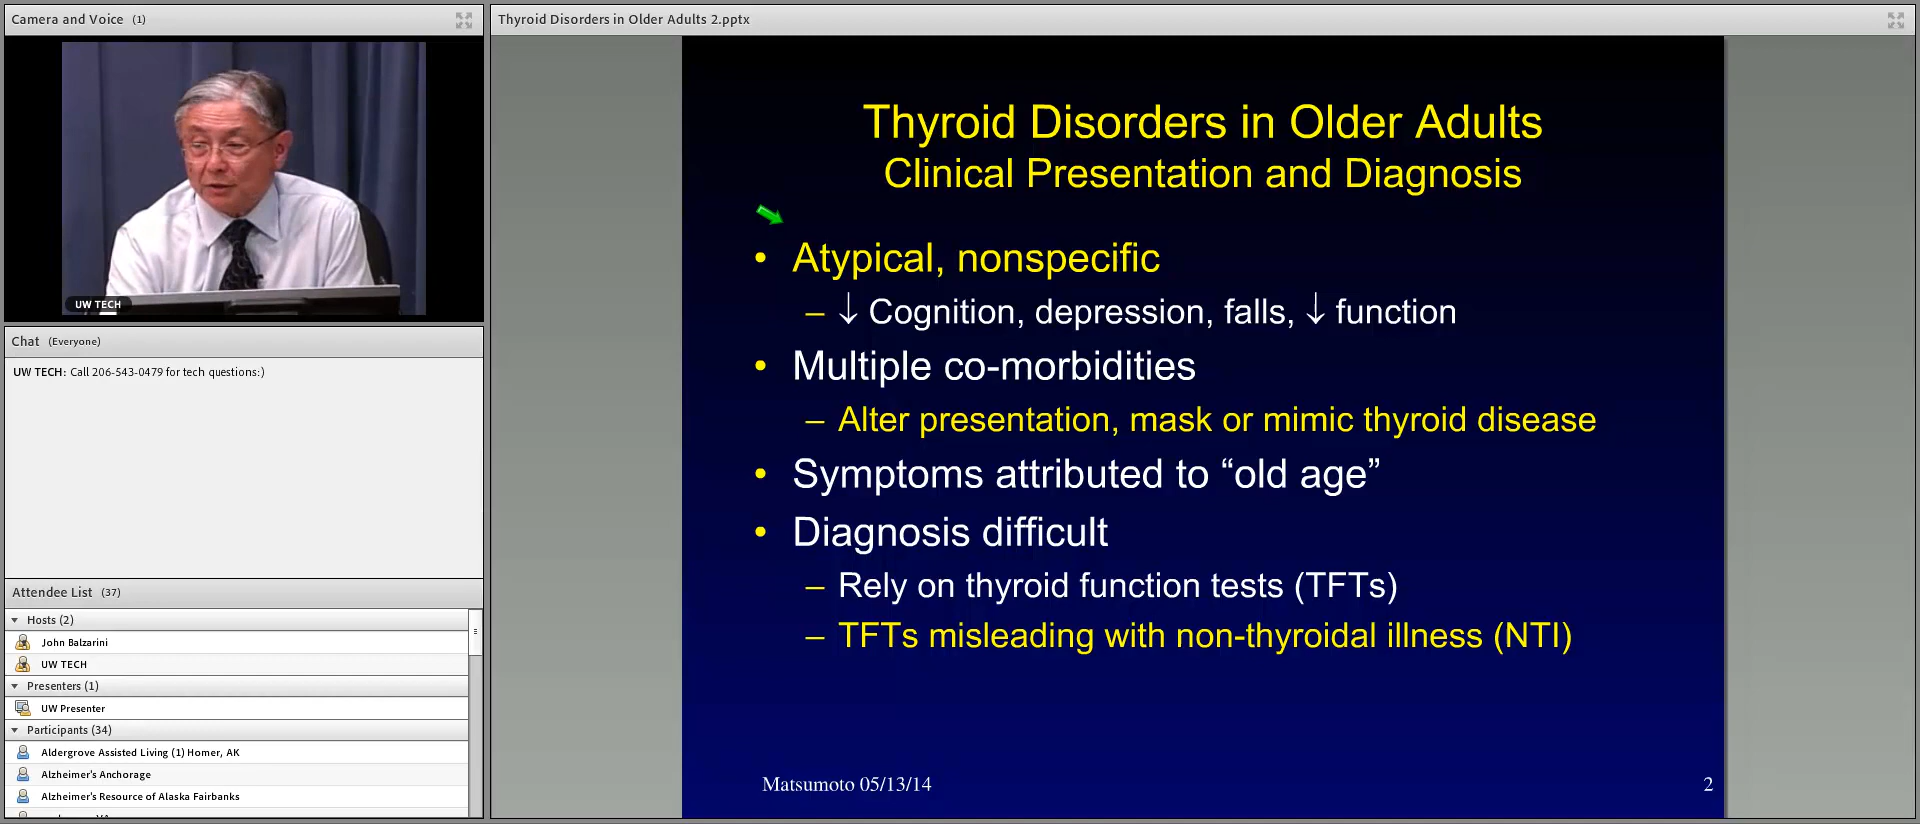 Camera and Voice (1)
UW TECH
Chat (Everyone)
UW TECH: Call 206-543-0479 for tech questions:)
Attendee List (37)
Hosts (2)
John Balzarini
UW TECH
Presenters (1)
UW Presenter
Participants (34)
Aldergrove Assisted Living (1) Homer, AK
Alzheimer's Anchorage
Alzheimer's Resource of Alaska Fairbanks
Thyroid Disorders in Older Adults 2.pptx
Thyroid Disorders in Older Adults
Clinical Presentation and Diagnosis
• Atypical, nonspecific
– ↓ Cognition, depression, falls, ↓ function
• Multiple co-morbidities
– Alter presentation, mask or mimic thyroid disease
• Symptoms attributed to “old age”
• Diagnosis difficult
– Rely on thyroid function tests (TFTs)
– TFTs misleading with non-thyroidal illness (NTI)
Matsumoto 05/13/14
2